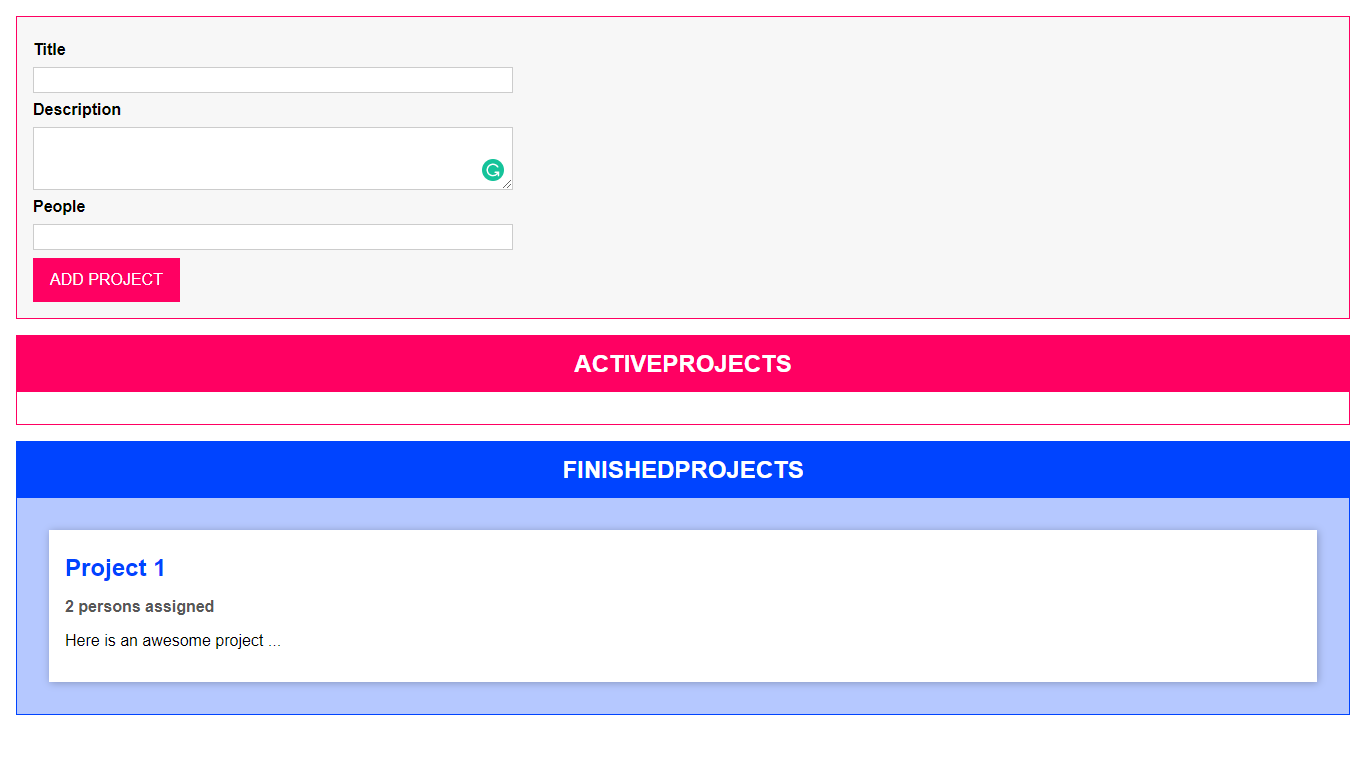 Title
Description
People
ADD PROJECT
ACTIVEPROJECTS
FINISHEDPROJECTS
Project 1
2 persons assigned
Here is an awesome project ...